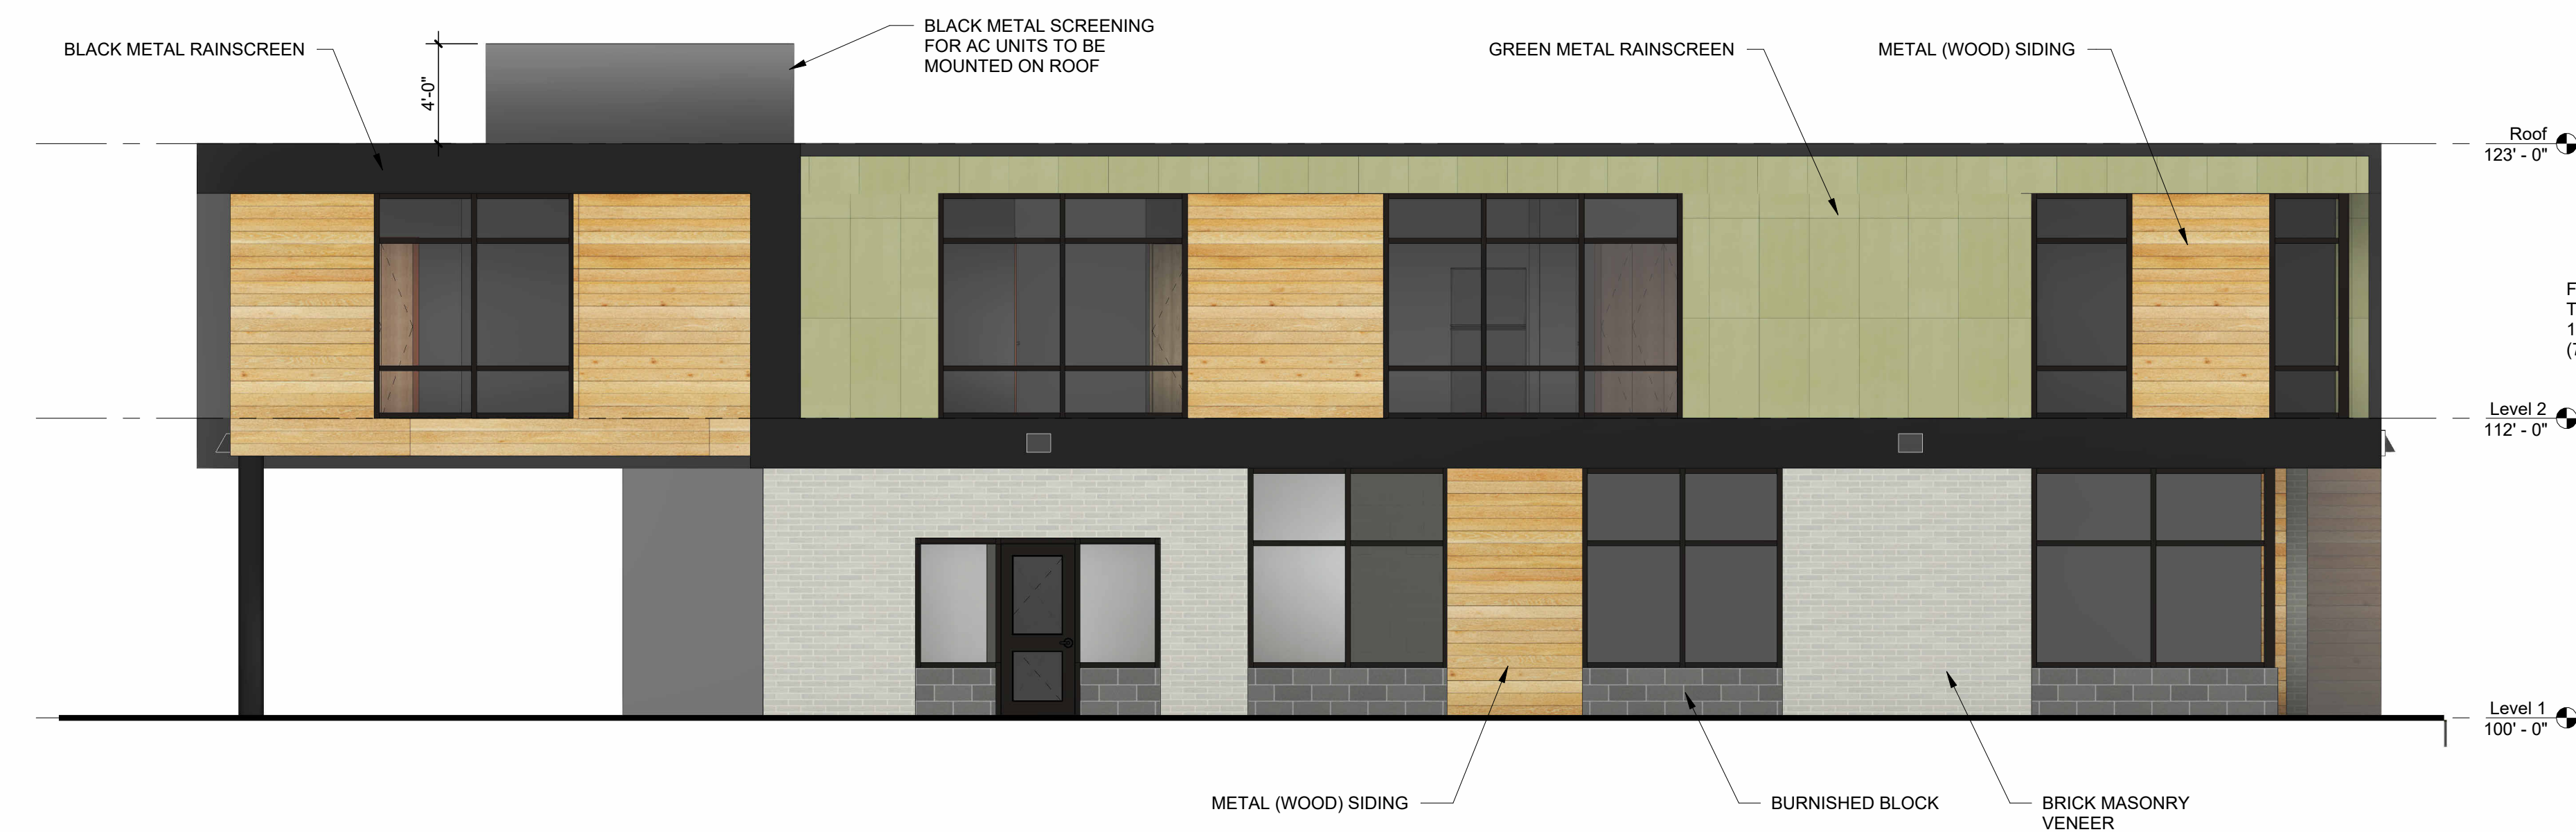 BLACK METAL RAINSCREEN
4'-0"
BLACK METAL SCREENING
FOR AC UNITS TO BE
MOUNTED ON ROOF
GREEN METAL RAINSCREEN
METAL (WOOD) SIDING
Roof
123' - 0"
Level 2
112' - 0"
Level 1
100' - 0"
METAL (WOOD) SIDING
BURNISHED BLOCK
BRICK MASONRY
VENEER